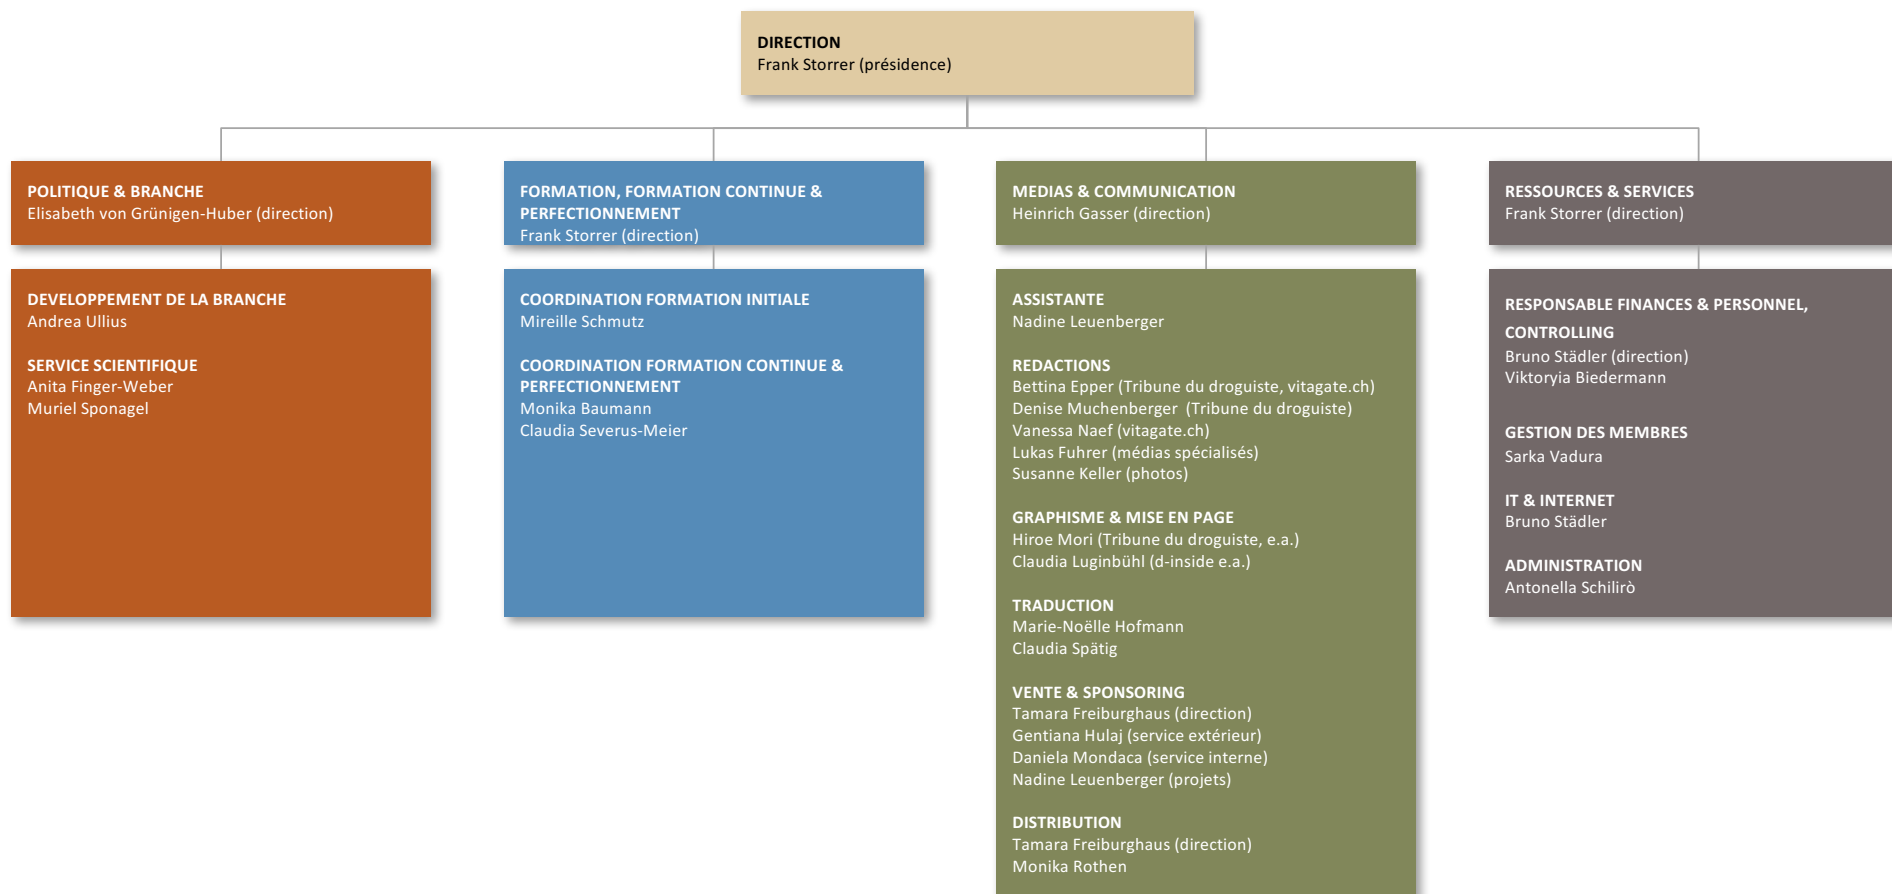 DIRECTION
Frank Storrer (présidence)
POLITIQUE & BRANCHE
Elisabeth von Grünigen-Huber (direction)
FORMATION, FORMATION CONTINUE &
PERFECTIONNEMENT
Frank Storrer (direction)
MEDIAS & COMMUNICATION
Heinrich Gasser (direction)
RESSOURCES & SERVICES
Frank Storrer (direction)
DEVELOPPEMENT DE LA BRANCHE
Andrea Ullius
SERVICE SCIENTIFIQUE
Anita Finger-Weber
Muriel Sponagel
COORDINATION FORMATION INITIALE
Mireille Schmutz
COORDINATION FORMATION CONTINUE &
PERFECTIONNEMENT
Monika Baumann
Claudia Severus-Meier
ASSISTANTE
Nadine Leuenberger
REDACTIONS
Bettina Epper (Tribune du droguiste, vitagate.ch)
Denise Muchenberger (Tribune du droguiste)
Vanessa Naef (vitagate.ch)
Lukas Fuhrer (médias spécialisés)
Susanne Keller (photos)
GRAPHISME & MISE EN PAGE
Hiroe Mori (Tribune du droguiste, e.a.)
Claudia Luginbühl (d-inside e.a.)
TRADUCTION
Marie-Noëlle Hofmann
Claudia Spätig
VENTE & SPONSORING
Tamara Freiburghaus (direction)
Gentiana Hulaj (service extérieur)
Daniela Mondaca (service interne)
Nadine Leuenberger (projets)
DISTRIBUTION
Tamara Freiburghaus (direction)
Monika Rothen
RESPONSABLE FINANCES & PERSONNEL,
CONTROLLING
Bruno Städler (direction)
Viktoryia Biedermann
GESTION DES MEMBRES
Sarka Vadura
IT & INTERNET
Bruno Städler
ADMINISTRATION
Antonella Schilirò